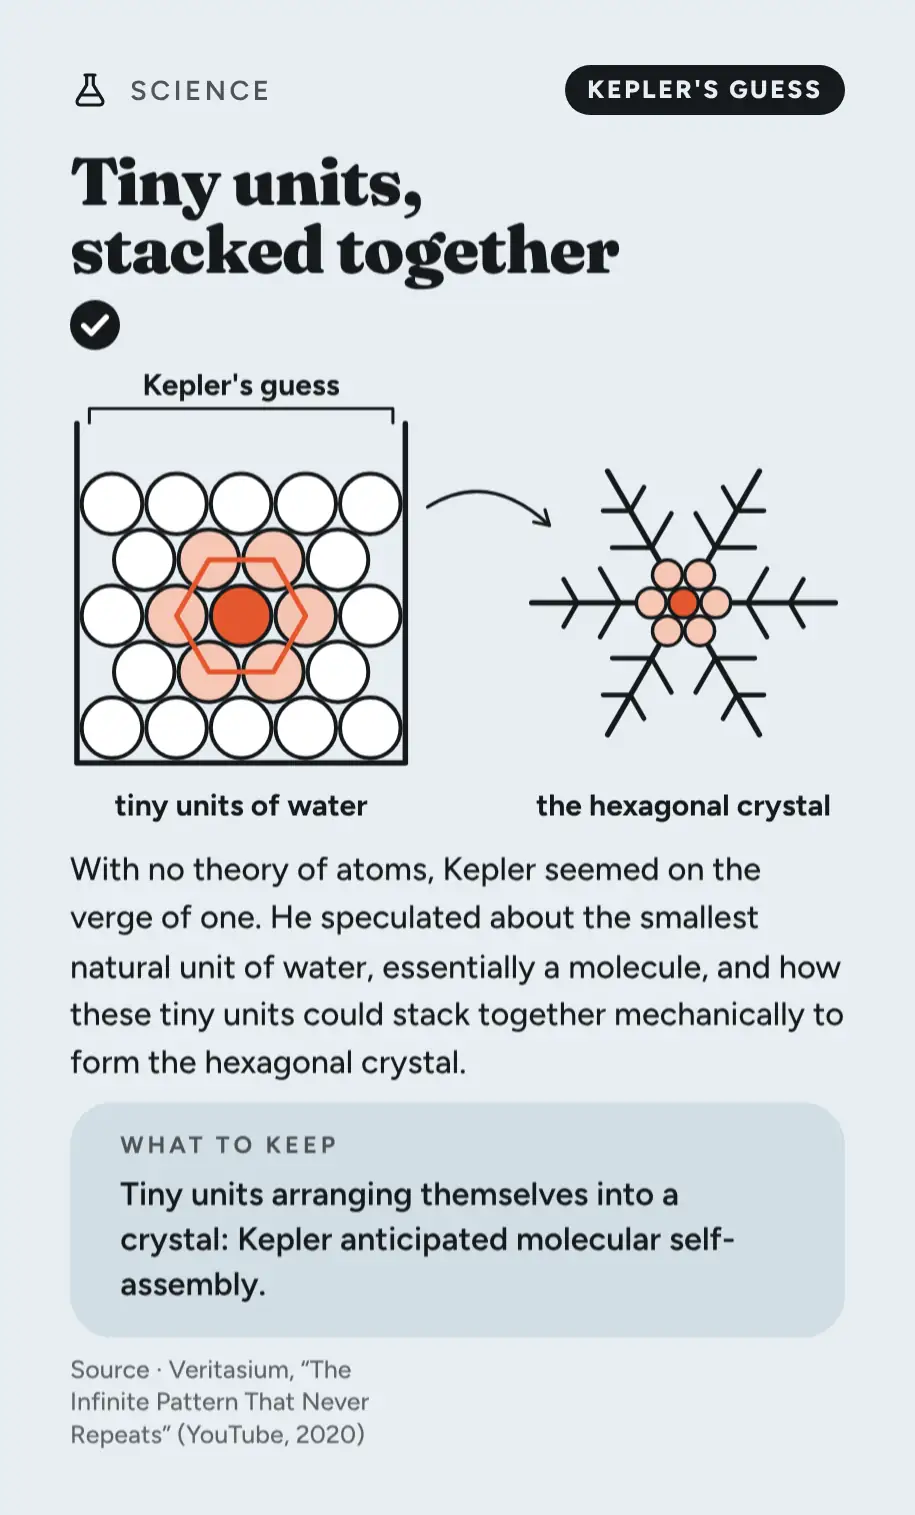 SCIENCE
KEPLER'S GUESS
Tiny units,
stacked together
Kepler's guess
tiny units of water
the hexagonal crystal
With no theory of atoms, Kepler seemed on the
verge of one. He speculated about the smallest
natural unit of water, essentially a molecule, and how
these tiny units could stack together mechanically to
form the hexagonal crystal.
WHAT TO KEEP
Tiny units arranging themselves into a
crystal: Kepler anticipated molecular self-
assembly.
Source · Veritasium, “The
Infinite Pattern That Never
Repeats” (YouTube, 2020)